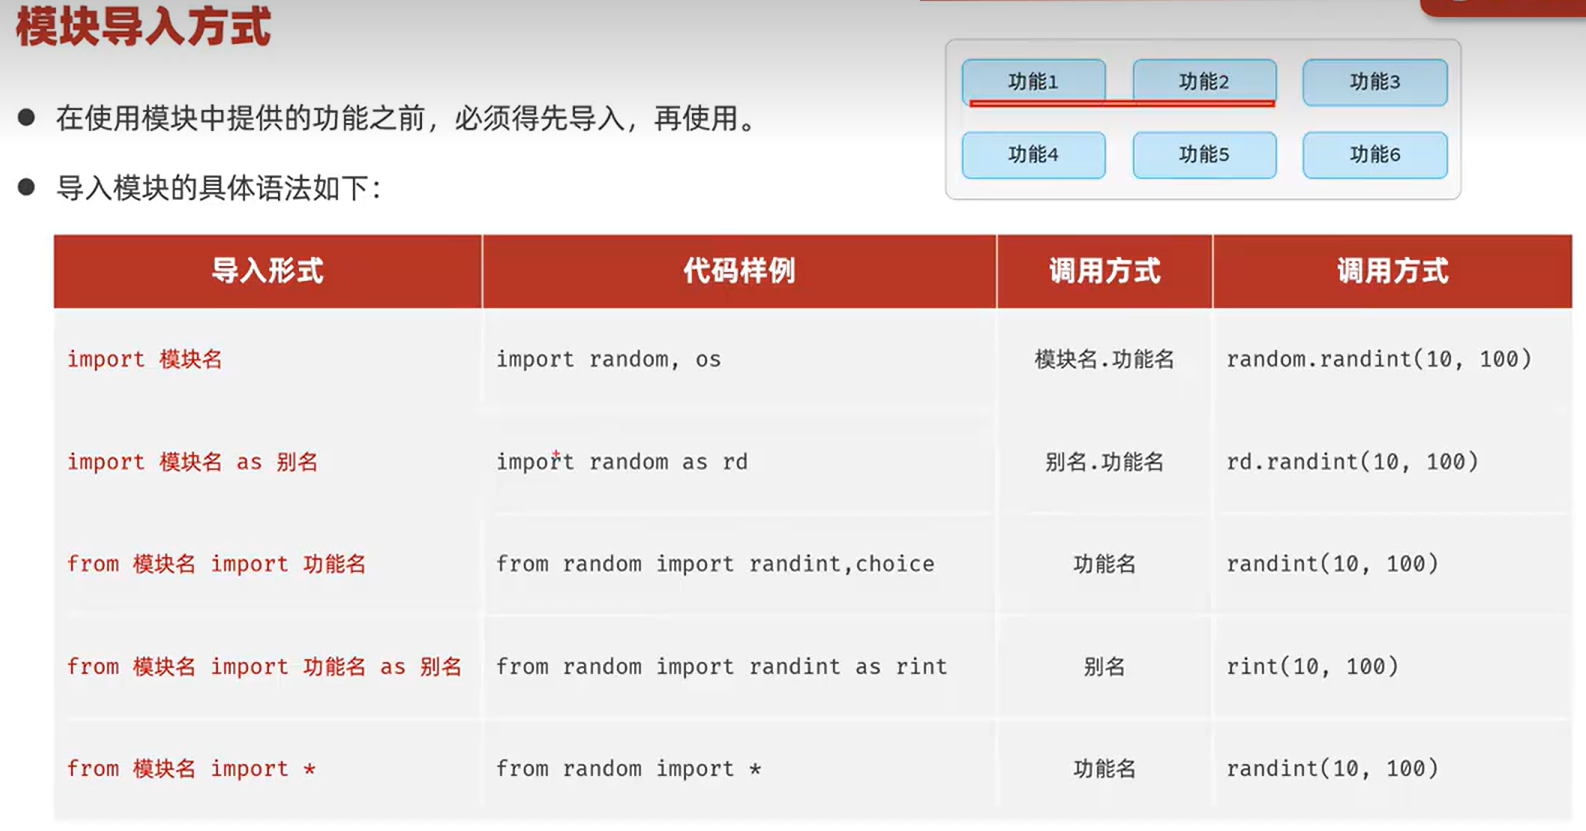 模块导入方式
● 在使用模块中提供的功能之前，必须得先导入，再使用。
● 导入模块的具体语法如下：
功能1 功能2 功能3
功能4 功能5 功能6
导入形式 代码样例 调用方式 调用方式
import 模块名 import random, os 模块名.功能名 random.randint(10, 100)
import 模块名 as 别名 import random as rd 别名.功能名 rd.randint(10, 100)
from 模块名 import 功能名 from random import randint,choice 功能名 randint(10, 100)
from 模块名 import 功能名 as 别名 from random import randint as rint 别名 rint(10, 100)
from 模块名 import * from random import * 功能名 randint(10, 100)